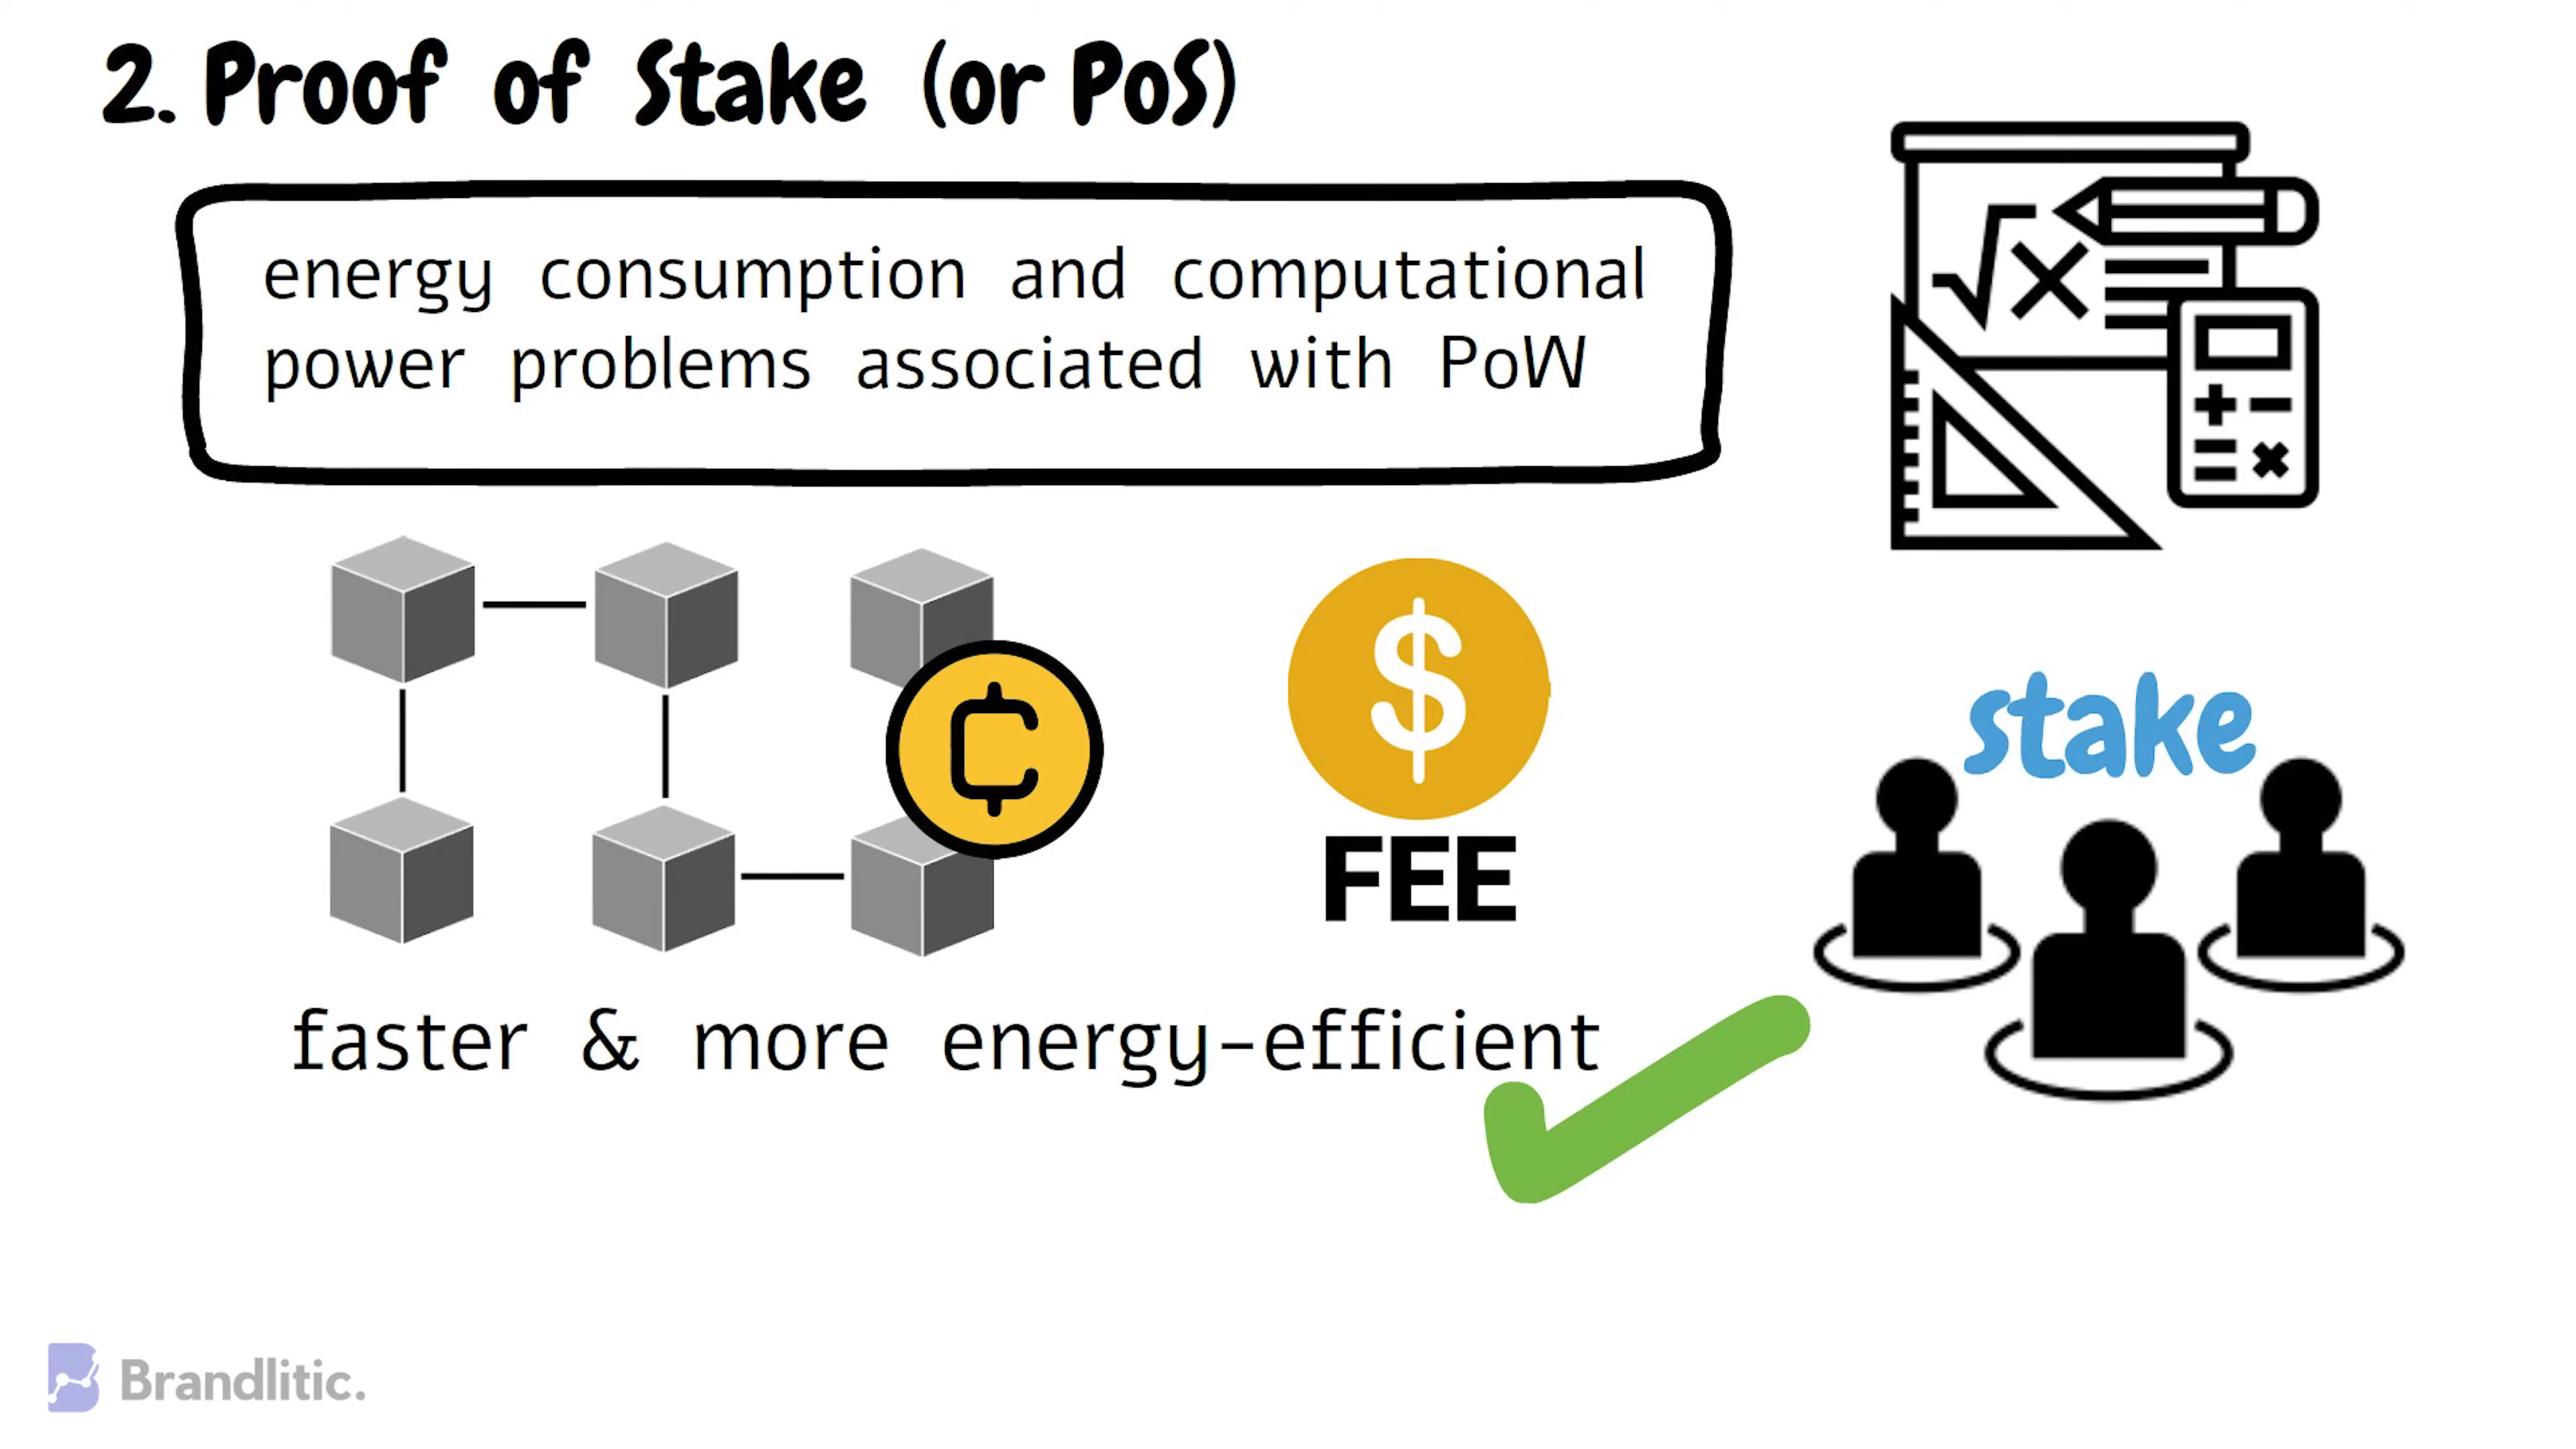 2. Proof of Stake (or PoS)
energy consumption and computational
power problems associated with PoW
stake
FEE
faster & more energy-efficient
Brandlitic.